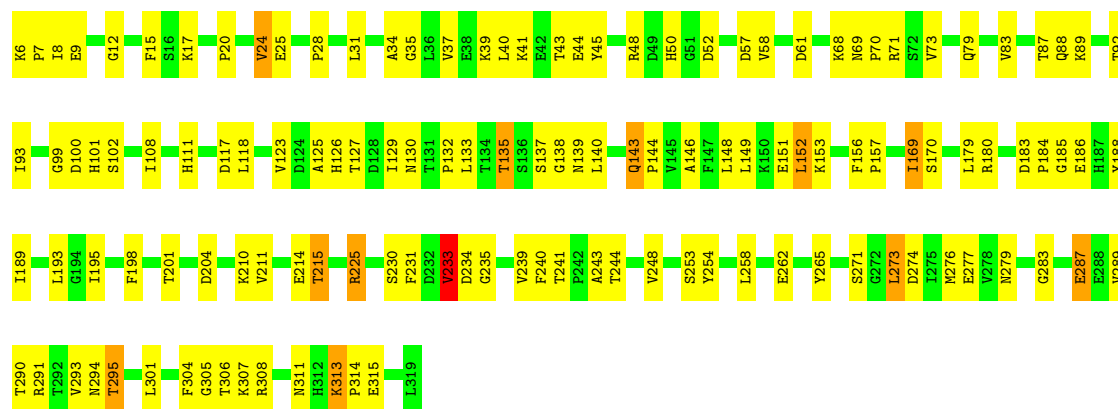 K6 P7 I8 E9 G12 F15 S16 K17 P20 V24 E25 P28 L31 A34 G35 L36 V37 E38 K39 L40 K41 E42 T43 E44 Y45 R48 D49 H50 G51 D52 D57 V58 D61 K68 N69 P70 R71 S72 V73 Q79 V83 T87 Q88 K89 T92
I93 G99 D100 H101 S102 I108 H111 D117 L118 V123 D124 A125 H126 T127 D128 I129 N130 T131 P132 L133 T134 T135 S136 S137 G138 N139 L140 Q143 P144 V145 A146 F147 L148 L149 K150 E151 L152 K153 F156 P157 I169 S170 L179 R180 D183 P184 G185 E186 H187 Y188
I189 L193 G194 I195 F198 T201 D204 K210 V211 E214 T215 R225 S230 F231 D232 V233 D234 G235 V239 F240 T241 P242 A243 T244 V248 S253 Y254 L258 E262 Y265 S271 G272 L273 D274 I275 M276 E277 V278 N279 G283 E287 E288 V289
T290 R291 T292 V293 N294 T295 L301 F304 G305 T306 K307 R308 N311 H312 K313 P314 E315 L319